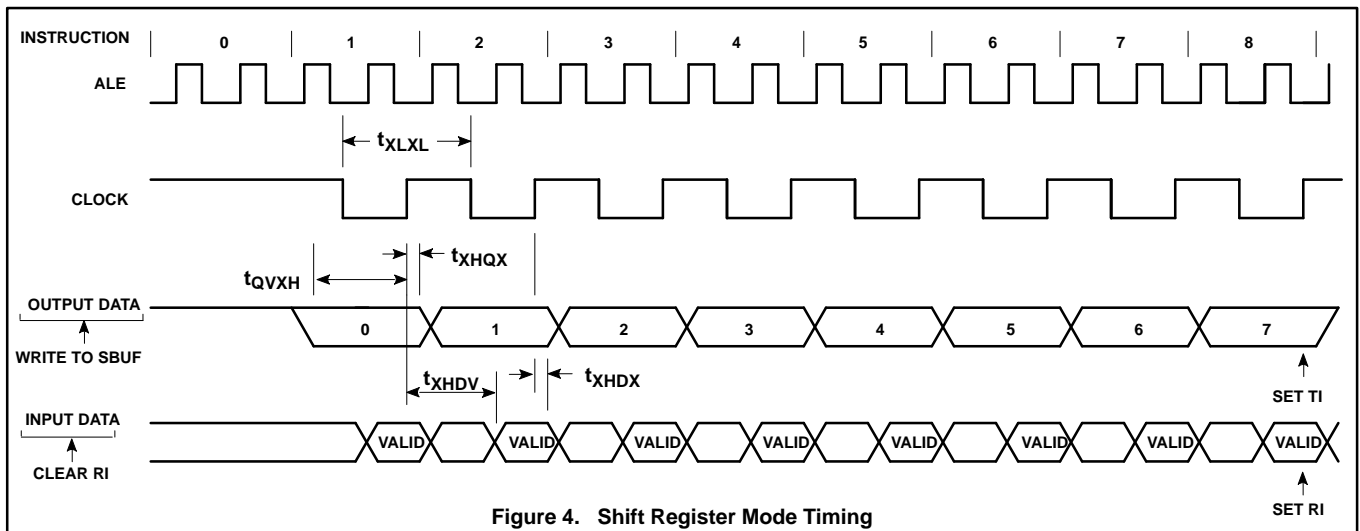 INSTRUCTION 0 1 2 3 4 5 6 7 8
ALE
tXLXL
CLOCK
tXHQX
tQVXH
OUTPUT DATA
0 1 2 3 4 5 6 7
WRITE TO SBUF
tXHDV tXHDX
SET TI
INPUT DATA
VALID VALID VALID VALID VALID VALID VALID VALID
CLEAR RI
SET RI
Figure 4. Shift Register Mode Timing